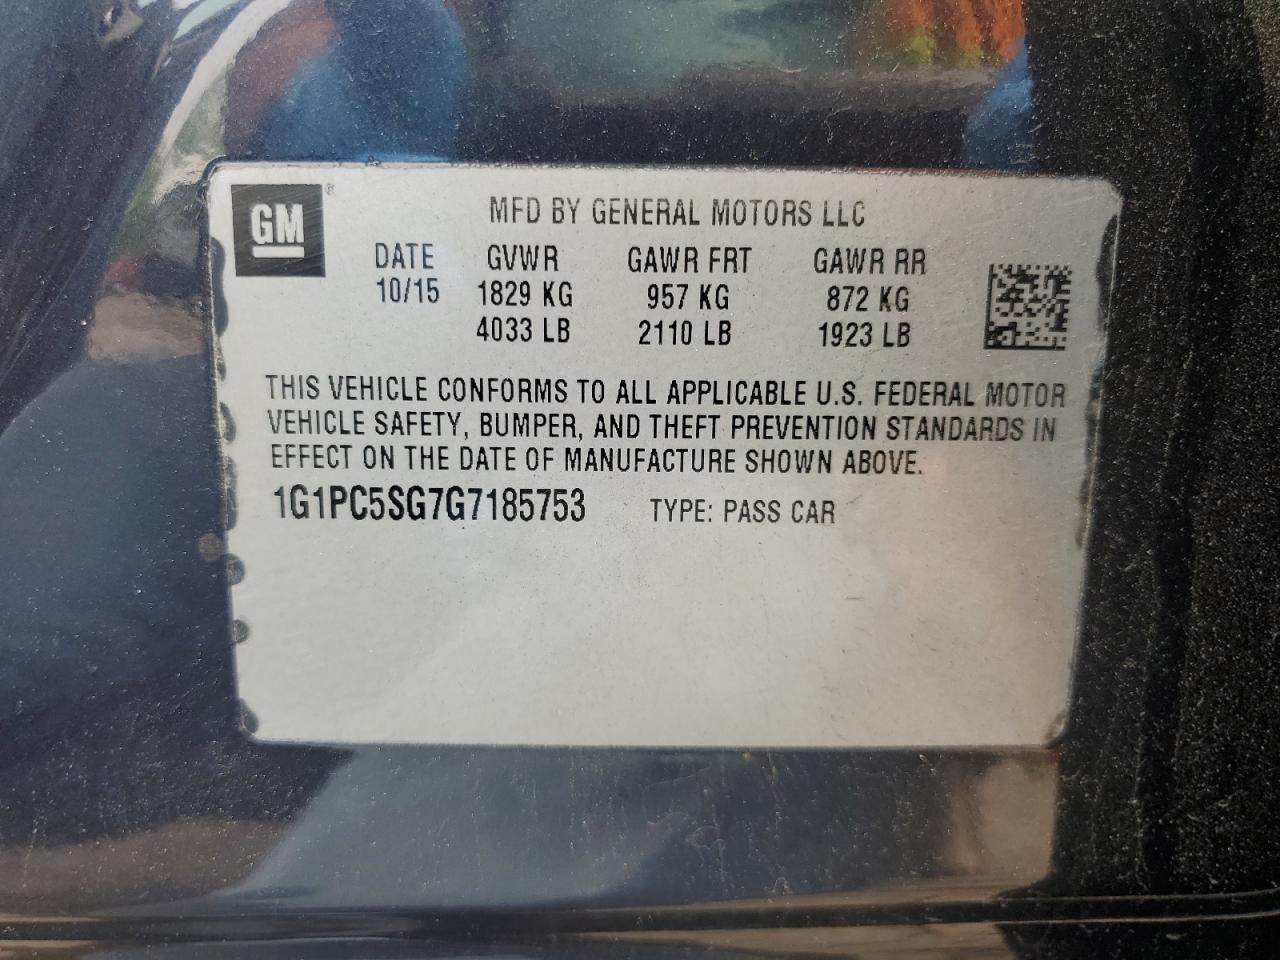 GM ®
MFD BY GENERAL MOTORS LLC
DATE GVWR GAWR FRT GAWR RR
10/15 1829 KG 957 KG 872 KG
4033 LB 2110 LB 1923 LB
THIS VEHICLE CONFORMS TO ALL APPLICABLE U.S. FEDERAL MOTOR
VEHICLE SAFETY, BUMPER, AND THEFT PREVENTION STANDARDS IN
EFFECT ON THE DATE OF MANUFACTURE SHOWN ABOVE.
1G1PC5SG7G7185753 TYPE: PASS CAR